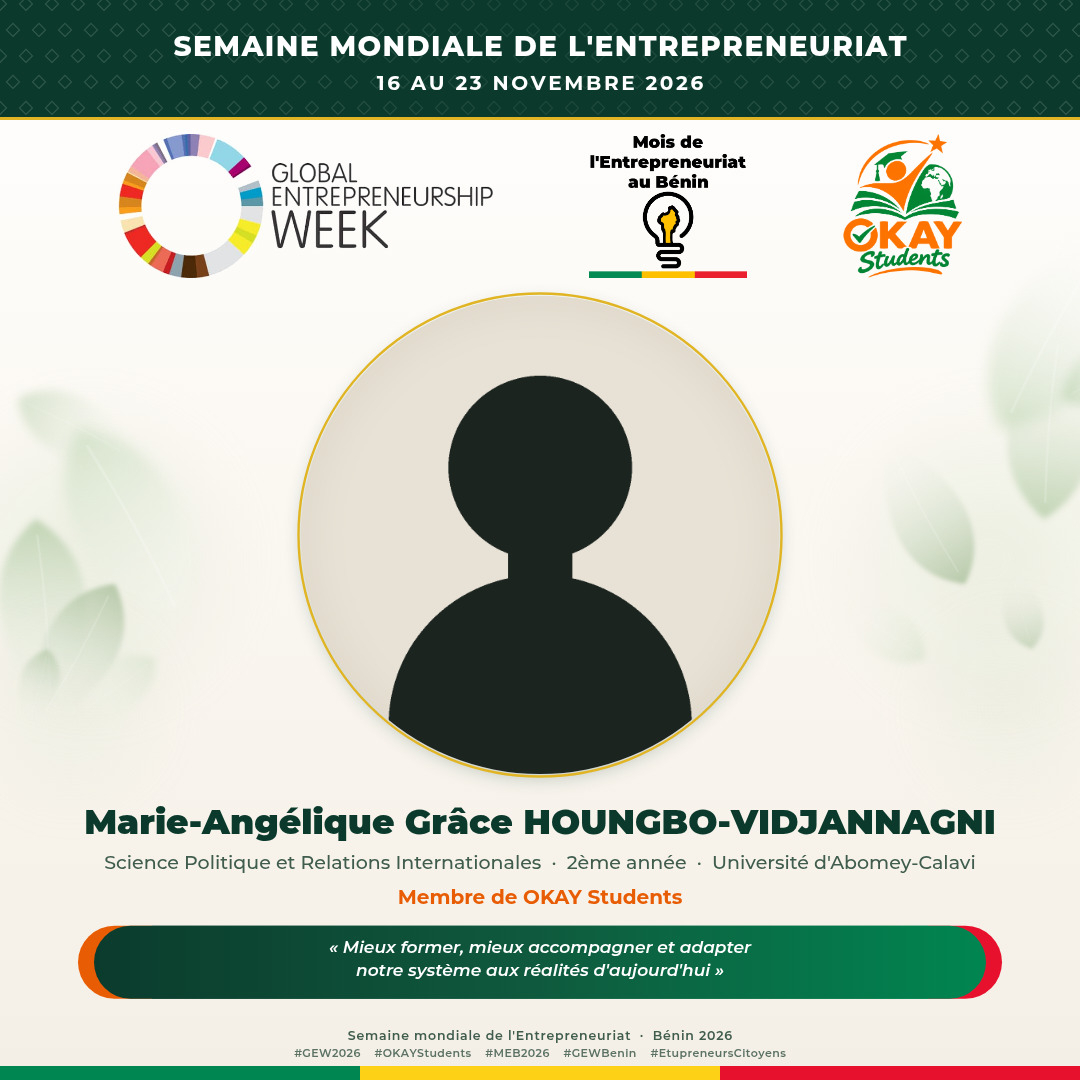 SEMAINE MONDIALE DE L'ENTREPRENEURIAT
16 AU 23 NOVEMBRE 2026
GLOBAL
ENTREPRENEURSHIP
WEEK
Mois de
l'Entrepreneuriat
au Bénin
OKAY
Students
Marie-Angélique Grâce HOUNGBO-VIDJANNAGNI
Science Politique et Relations Internationales · 2ème année · Université d'Abomey-Calavi
Membre de OKAY Students
« Mieux former, mieux accompagner et adapter
notre système aux réalités d'aujourd'hui »
Semaine mondiale de l'Entrepreneuriat · Bénin 2026
#GEW2026 #OKAYStudents #MEB2026 #GEWBenin #EtupreneursCitoyens